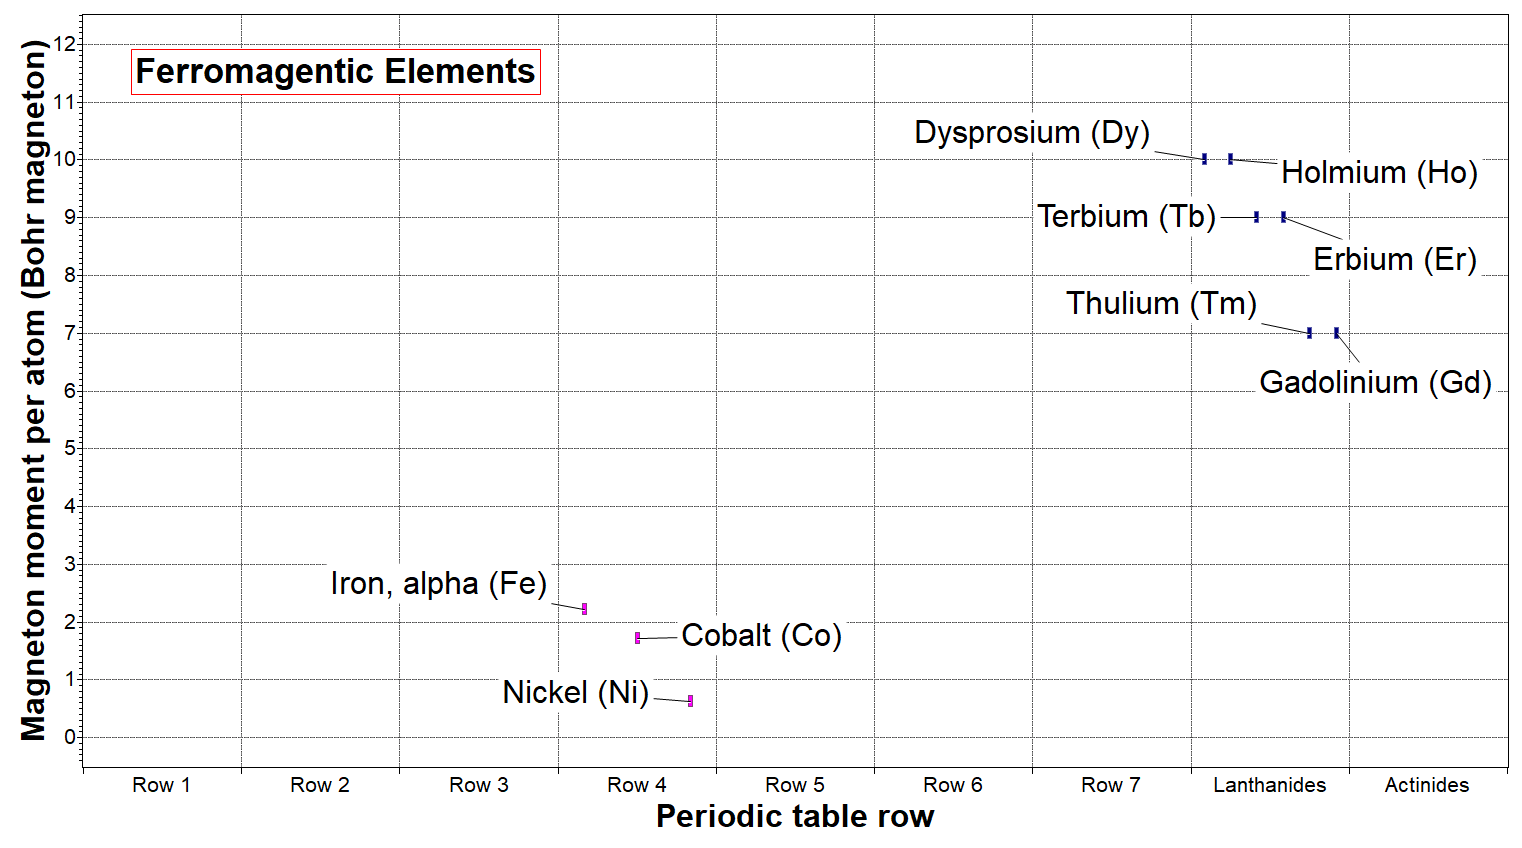 Ferromagentic Elements
Magneton moment per atom (Bohr magneton)
12
11
10
9
8
7
6
5
4
3
2
1
0
Dysprosium (Dy)
Holmium (Ho)
Terbium (Tb)
Erbium (Er)
Thulium (Tm)
Gadolinium (Gd)
Iron, alpha (Fe)
Cobalt (Co)
Nickel (Ni)
Row 1
Row 2
Row 3
Row 4
Row 5
Row 6
Row 7
Lanthanides
Actinides
Periodic table row